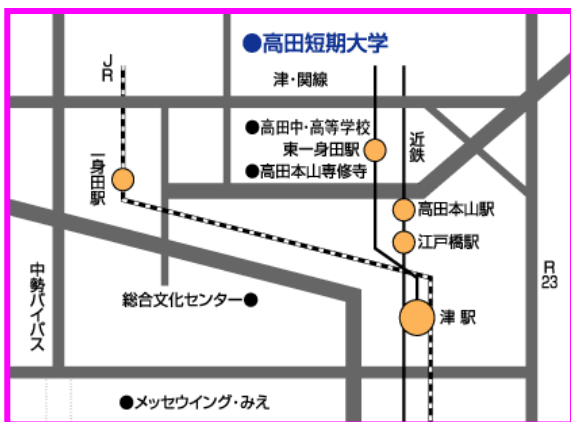 ●高田短期大学
JR
津・関線
●高田中・高等学校
東一身田駅
近鉄
●高田本山専修寺
一身田駅
高田本山駅
江戸橋駅
中勢バイパス
R23
総合文化センター●
津駅
●メッセウイング・みえ